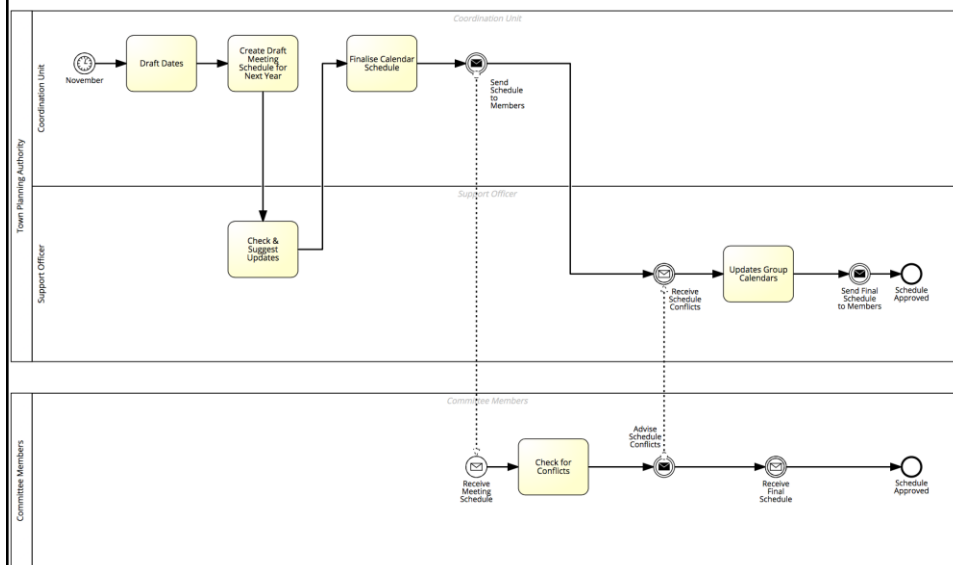 Coordination Unit
Town Planning Authority
Coordination Unit
November
Draft Dates
Create Draft
Meeting
Schedule for
Next Year
Finalise Calendar
Schedule
Send
Schedule
to
Members
Support Officer
Support Officer
Check &
Suggest
Updates
Receive
Schedule
Conflicts
Updates Group
Calendars
Send Final
Schedule
to Members
Schedule
Approved
Committee Members
Committee Members
Receive
Meeting
Schedule
Check for
Conflicts
Advise
Schedule
Conflicts
Receive
Final
Schedule
Schedule
Approved